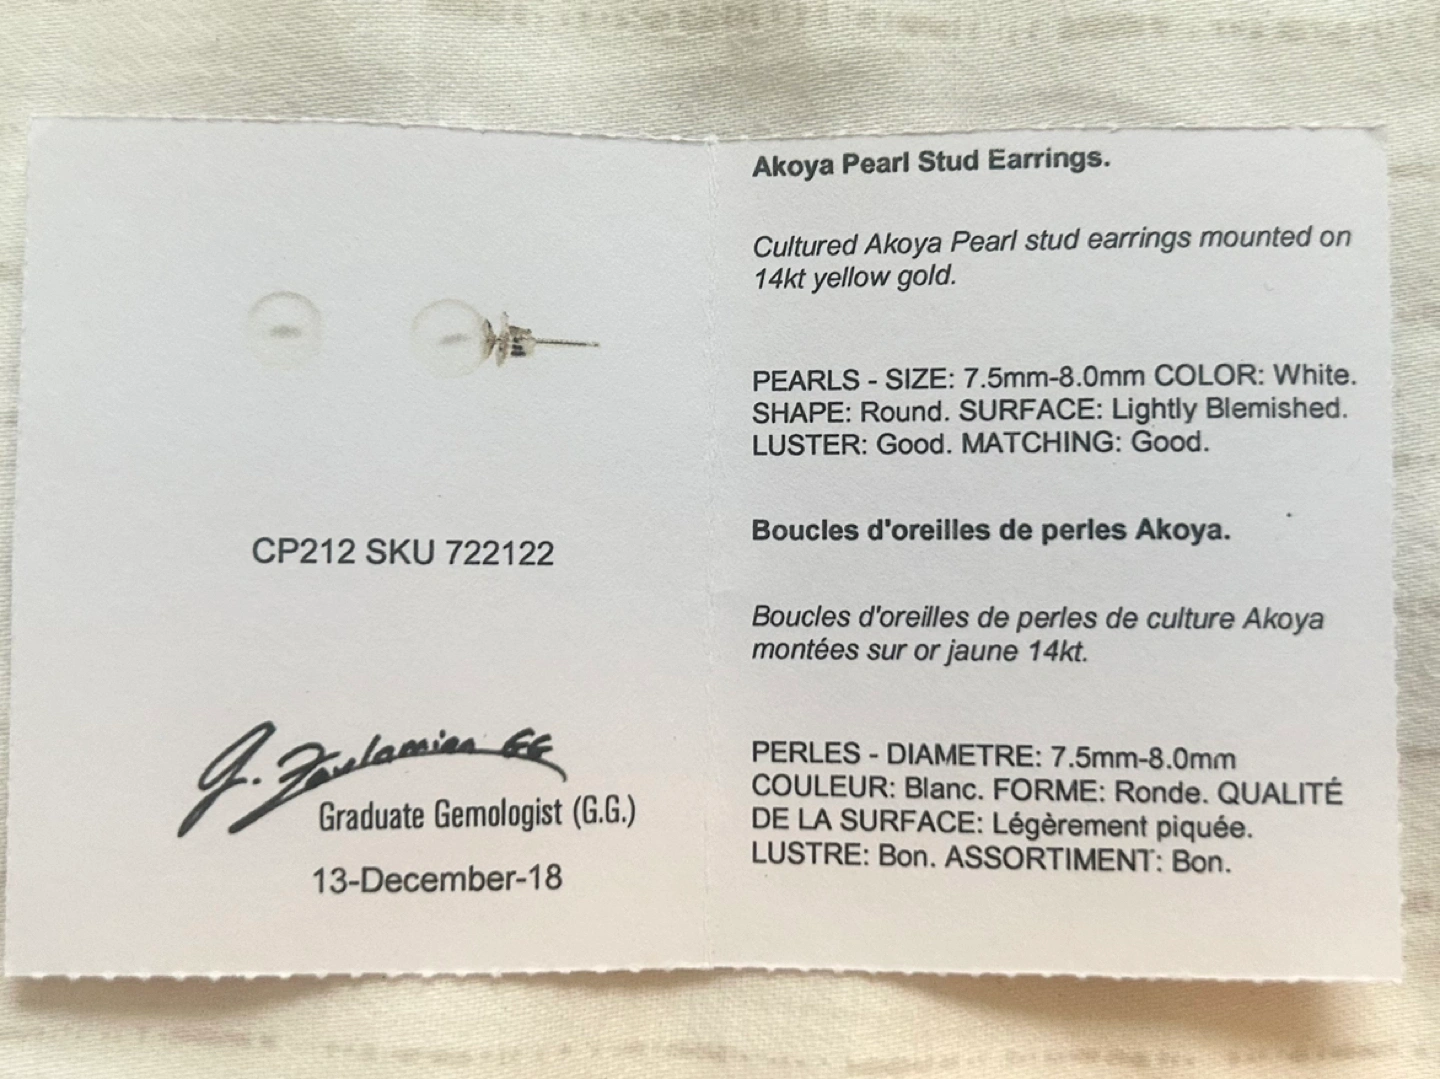 CP212 SKU 722122
GG
Graduate Gemologist (G.G.)
13-December-18
Akoya Pearl Stud Earrings.
Cultured Akoya Pearl stud earrings mounted on
14kt yellow gold.
PEARLS - SIZE: 7.5mm-8.0mm COLOR: White.
SHAPE: Round. SURFACE: Lightly Blemished.
LUSTER: Good. MATCHING: Good.
Boucles d'oreilles de perles Akoya.
Boucles d'oreilles de perles de culture Akoya
montées sur or jaune 14kt.
PERLES - DIAMETRE: 7.5mm-8.0mm
COULEUR: Blanc. FORME: Ronde. QUALITÉ
DE LA SURFACE: Légèrement piquée.
LUSTRE: Bon. ASSORTIMENT: Bon.